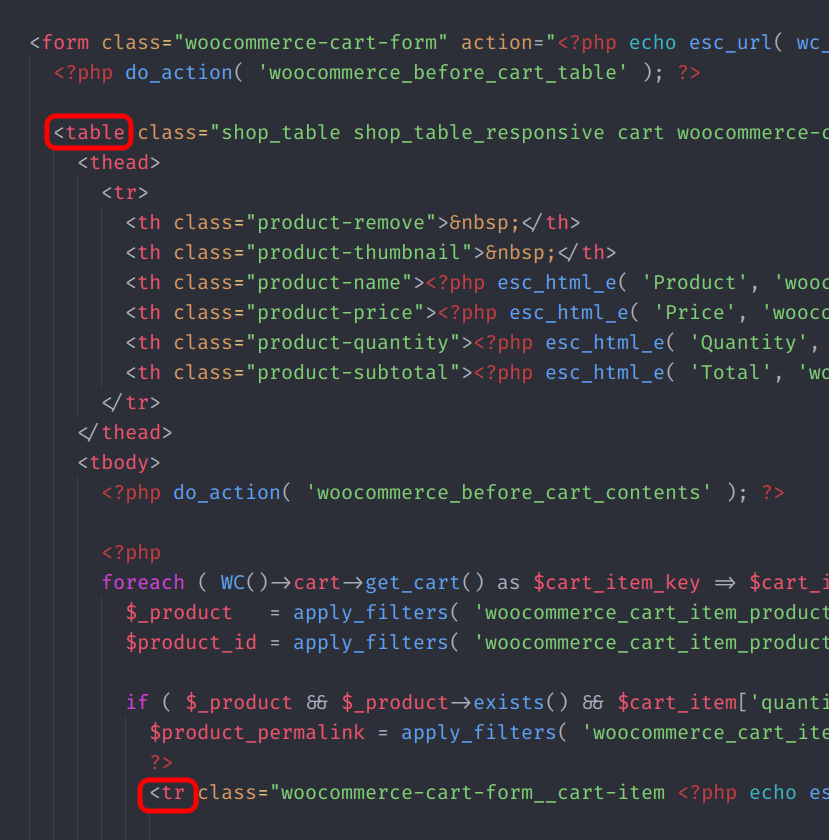 <form class="woocommerce-cart-form" action="<?php echo esc_url( wc_
<?php do_action( 'woocommerce_before_cart_table' ); ?>
<table class="shop_table shop_table_responsive cart woocommerce-c
<thead>
<tr>
<th class="product-remove">&nbsp;</th>
<th class="product-thumbnail">&nbsp;</th>
<th class="product-name"><?php esc_html_e( 'Product', 'wooc
<th class="product-price"><?php esc_html_e( 'Price', 'wooco
<th class="product-quantity"><?php esc_html_e( 'Quantity',
<th class="product-subtotal"><?php esc_html_e( 'Total', 'wo
</tr>
</thead>
<tbody>
<?php do_action( 'woocommerce_before_cart_contents' ); ?>
<?php
foreach ( WC()->cart->get_cart() as $cart_item_key => $cart_i
$_product = apply_filters( 'woocommerce_cart_item_product
$product_id = apply_filters( 'woocommerce_cart_item_product
if ( $_product && $_product->exists() && $cart_item['quanti
$product_permalink = apply_filters( 'woocommerce_cart_ite
?>
<tr class="woocommerce-cart-form__cart-item <?php echo es